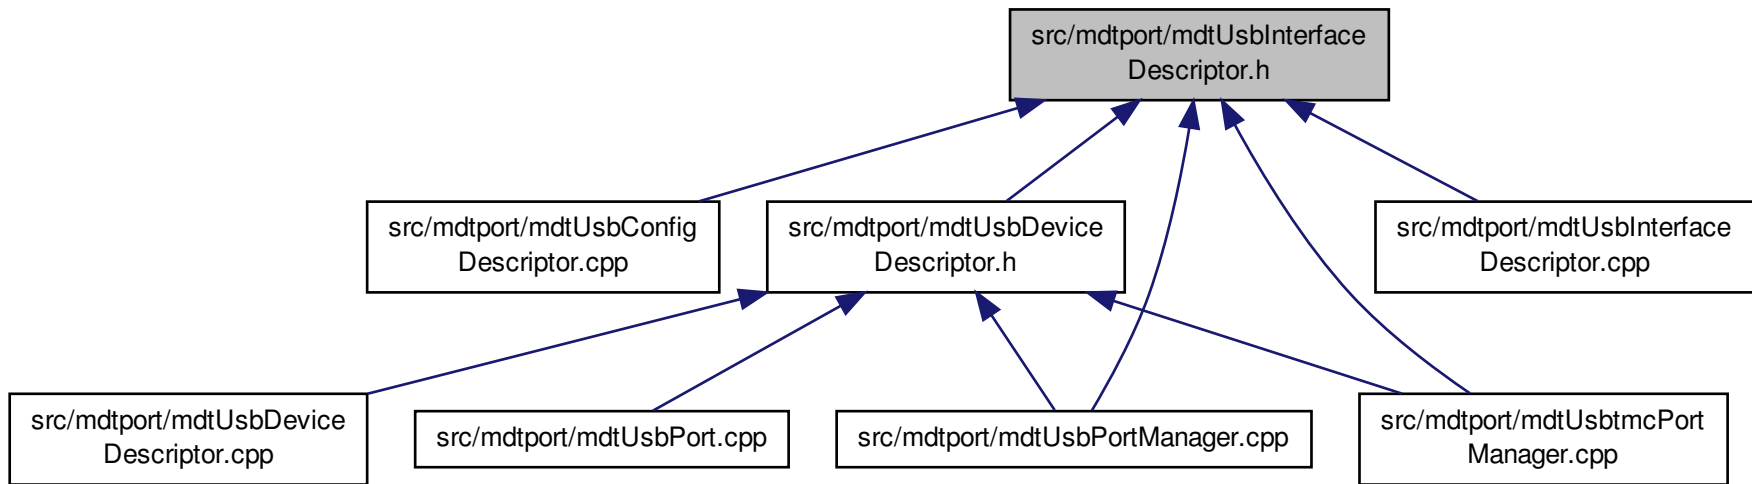 src/mdtport/mdtUsbInterface
Descriptor.h
src/mdtport/mdtUsbConfig
Descriptor.cpp
src/mdtport/mdtUsbDevice
Descriptor.h
src/mdtport/mdtUsbInterface
Descriptor.cpp
src/mdtport/mdtUsbDevice
Descriptor.cpp
src/mdtport/mdtUsbPort.cpp
src/mdtport/mdtUsbPortManager.cpp
src/mdtport/mdtUsbtmcPort
Manager.cpp